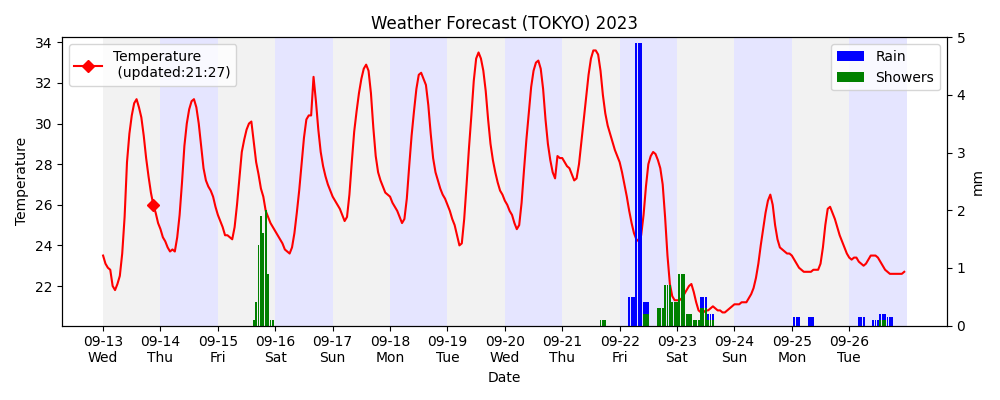 Weather Forecast (TOKYO) 2023
Temperature
(updated:21:27)
Rain
Showers
Temperature
34
32
30
28
26
24
22
5
4
3
2
1
0
mm
09-13 09-14 09-15 09-16 09-17 09-18 09-19 09-20 09-21 09-22 09-23 09-24 09-25 09-26
Wed Thu Fri Sat Sun Mon Tue Wed Thu Fri Sat Sun Mon Tue
Date